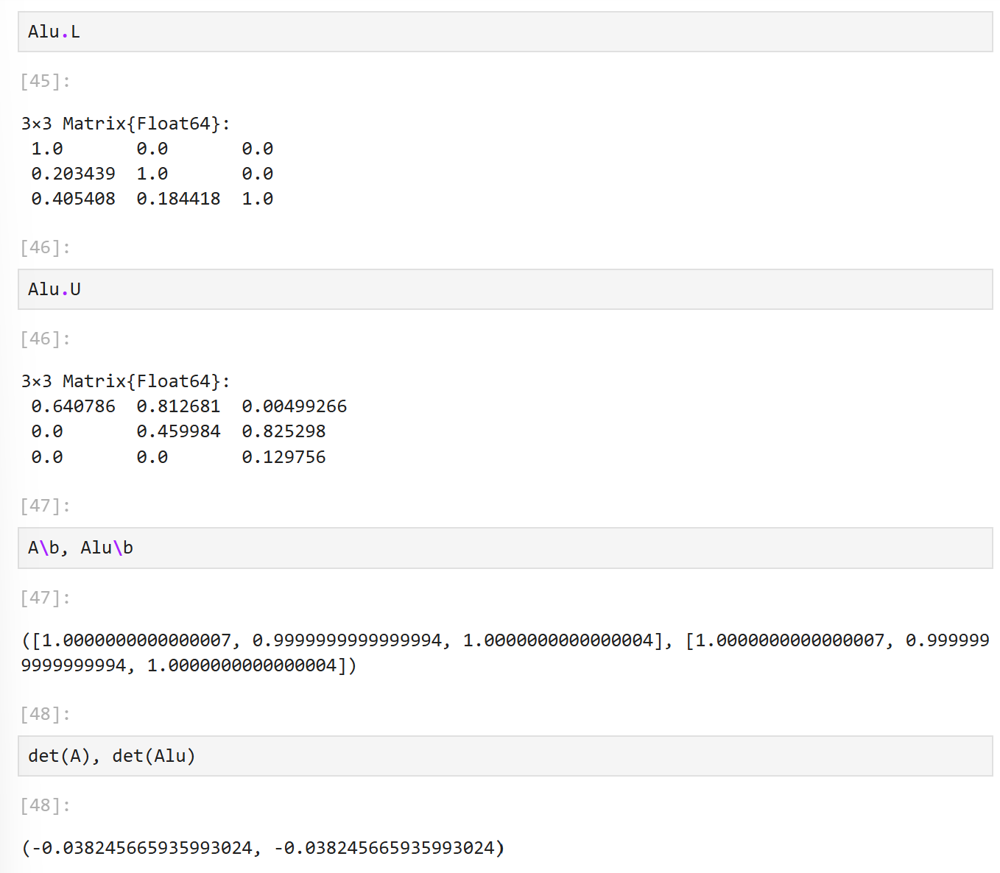 Alu.L
[45]:
3×3 Matrix{Float64}:
1.0 0.0 0.0
0.203439 1.0 0.0
0.405408 0.184418 1.0
[46]:
Alu.U
[46]:
3×3 Matrix{Float64}:
0.640786 0.812681 0.00499266
0.0 0.459984 0.825298
0.0 0.0 0.129756
[47]:
A\b, Alu\b
[47]:
([1.0000000000000007, 0.9999999999999994, 1.0000000000000004], [1.0000000000000007, 0.999999
9999999994, 1.0000000000000004])
[48]:
det(A), det(Alu)
[48]:
(-0.038245665935993024, -0.038245665935993024)